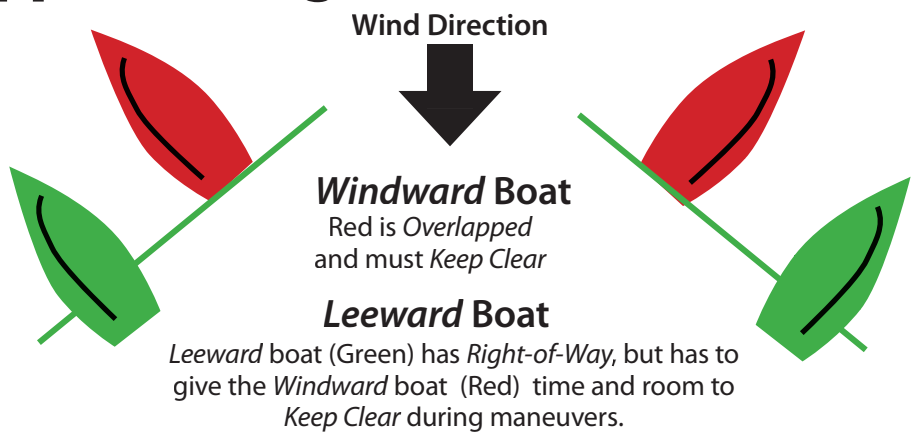 Wind Direction
Windward Boat
Red is Overlapped
and must Keep Clear
Leeward Boat
Leeward boat (Green) has Right-of-Way, but has to
give the Windward boat (Red) time and room to
Keep Clear during maneuvers.